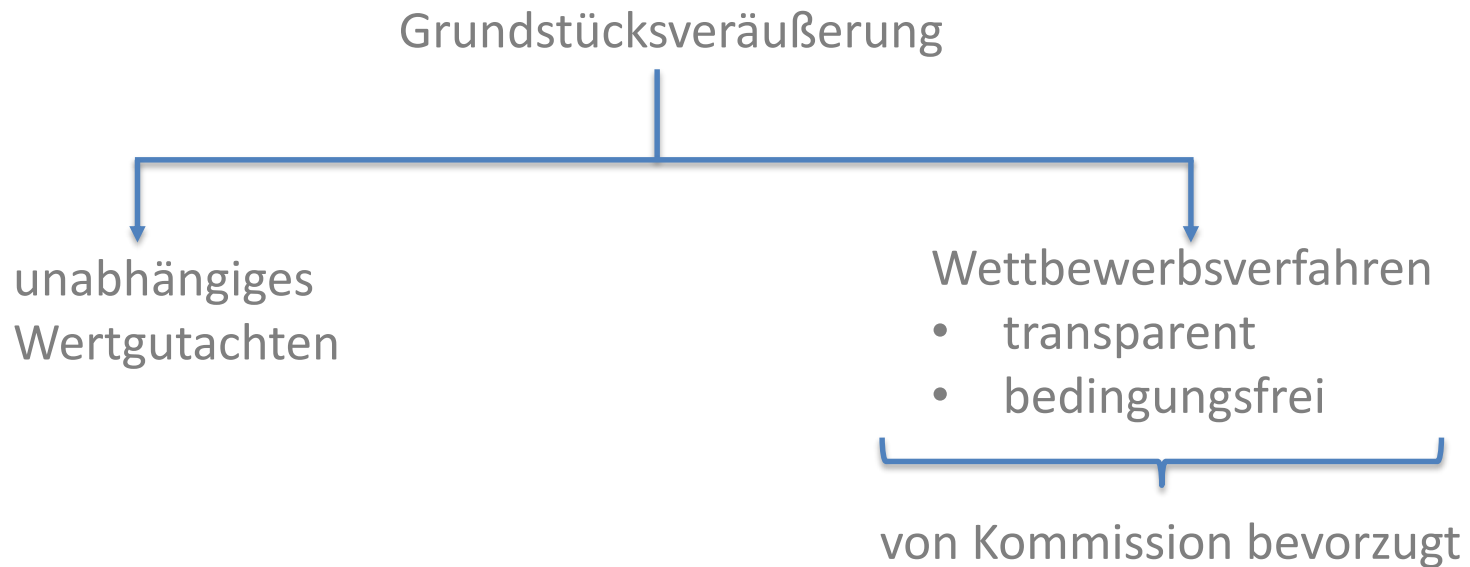 Grundstücksveräußerung
unabhängiges
Wertgutachten
Wettbewerbsverfahren
• transparent
• bedingungsfrei
von Kommission bevorzugt